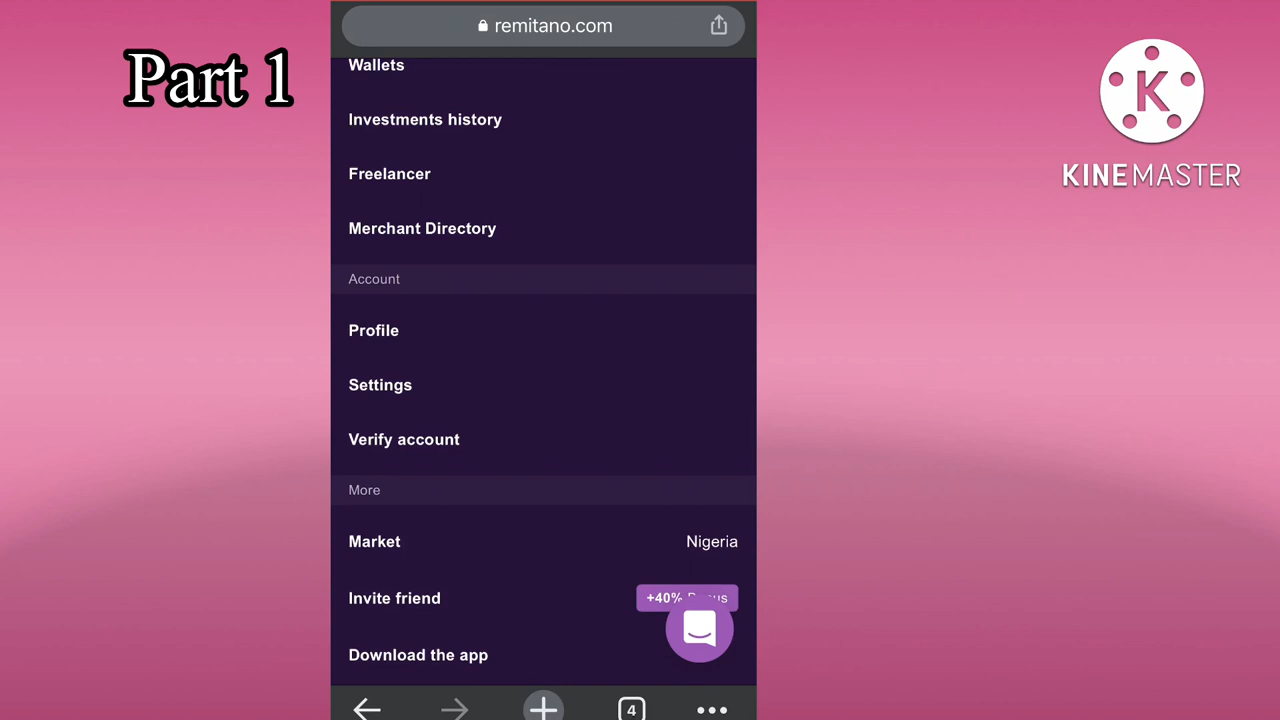 Part 1
remitano.com
Wallets
Investments history
Freelancer
Merchant Directory
Account
Profile
Settings
Verify account
More
Market Nigeria
Invite friend +40%
Download the app
4
K
KINEMASTER